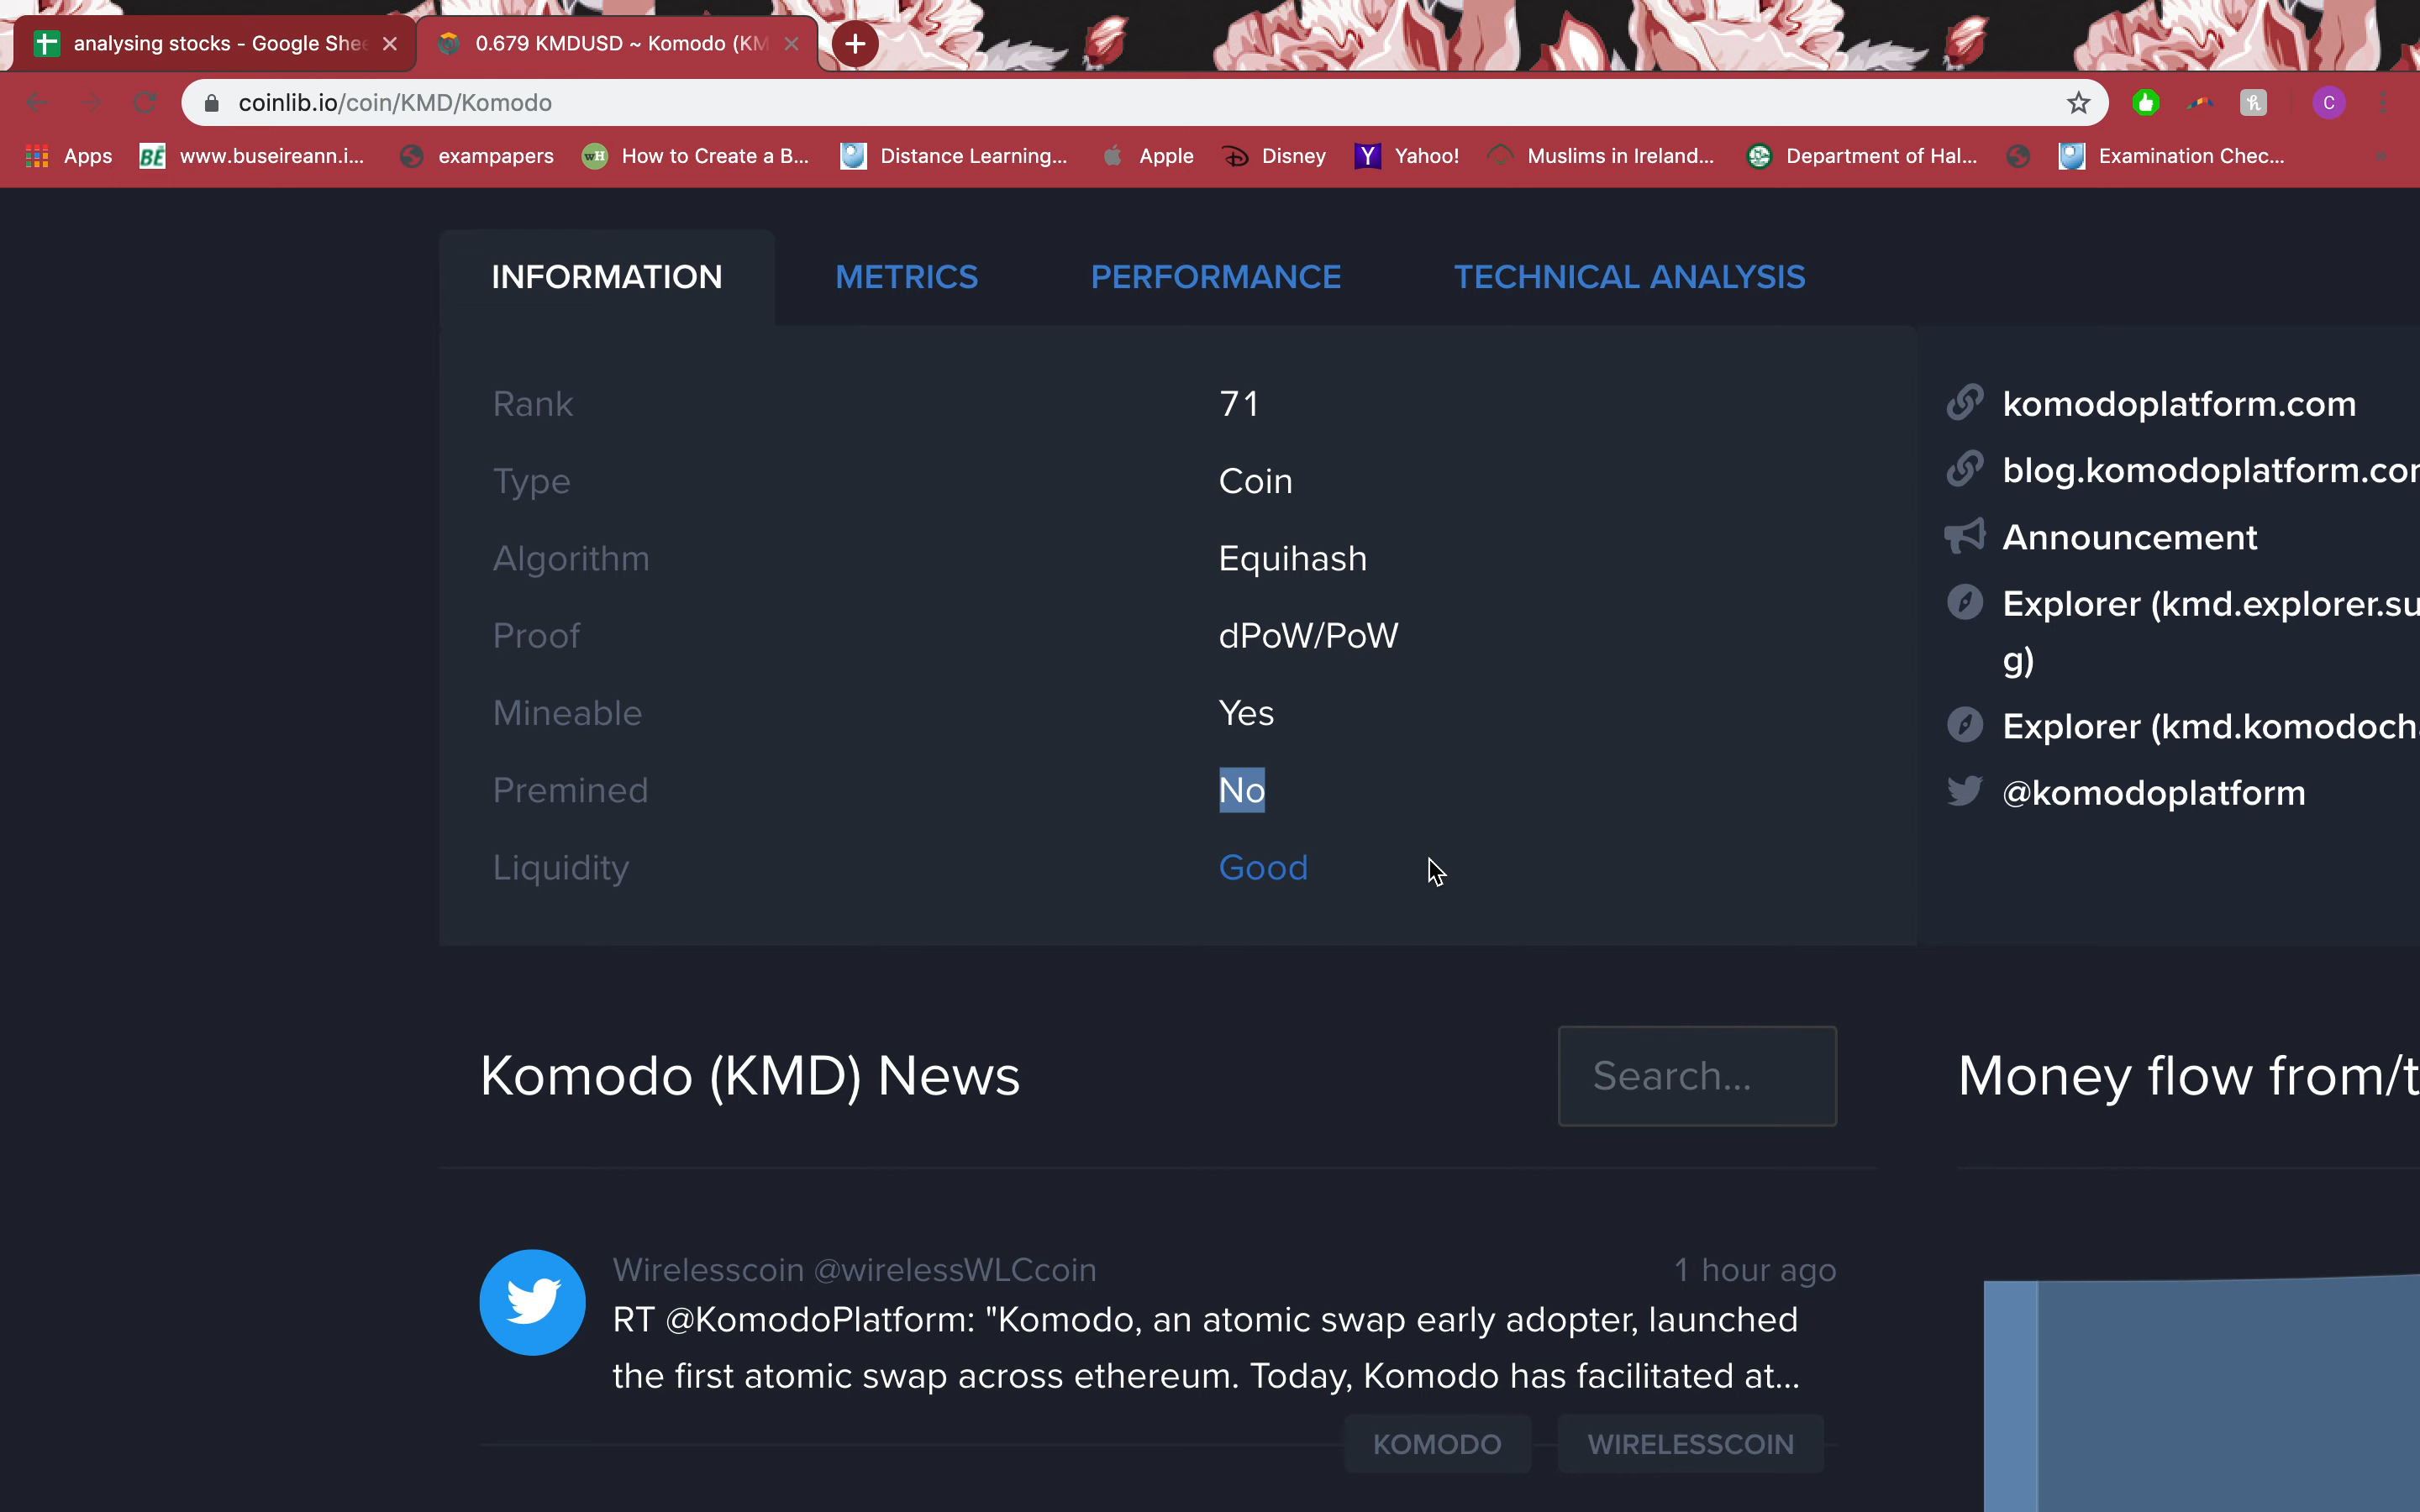 analysing stocks - Google Shee
0.679 KMDUSD ~ Komodo (KM
coinlib.io/coin/KMD/Komodo
C
Apps
BÉ www.buseireann.i...
exampapers
wH How to Create a B...
Distance Learning...
Apple
Disney
Y Yahoo!
Muslims in Ireland...
Department of Hal...
Examination Chec...
INFORMATION METRICS PERFORMANCE TECHNICAL ANALYSIS
Rank 71
Type Coin
Algorithm Equihash
Proof dPoW/PoW
Mineable Yes
Premined No
Liquidity Good
komodoplatform.com
blog.komodoplatform.com
Announcement
Explorer (kmd.explorer.su
g)
Explorer (kmd.komodoch
@komodoplatform
Komodo (KMD) News
Search...
Money flow from/t
Wirelesscoin @wirelessWLCcoin 1 hour ago
RT @KomodoPlatform: "Komodo, an atomic swap early adopter, launched
the first atomic swap across ethereum. Today, Komodo has facilitated at...
KOMODO WIRELESSCOIN